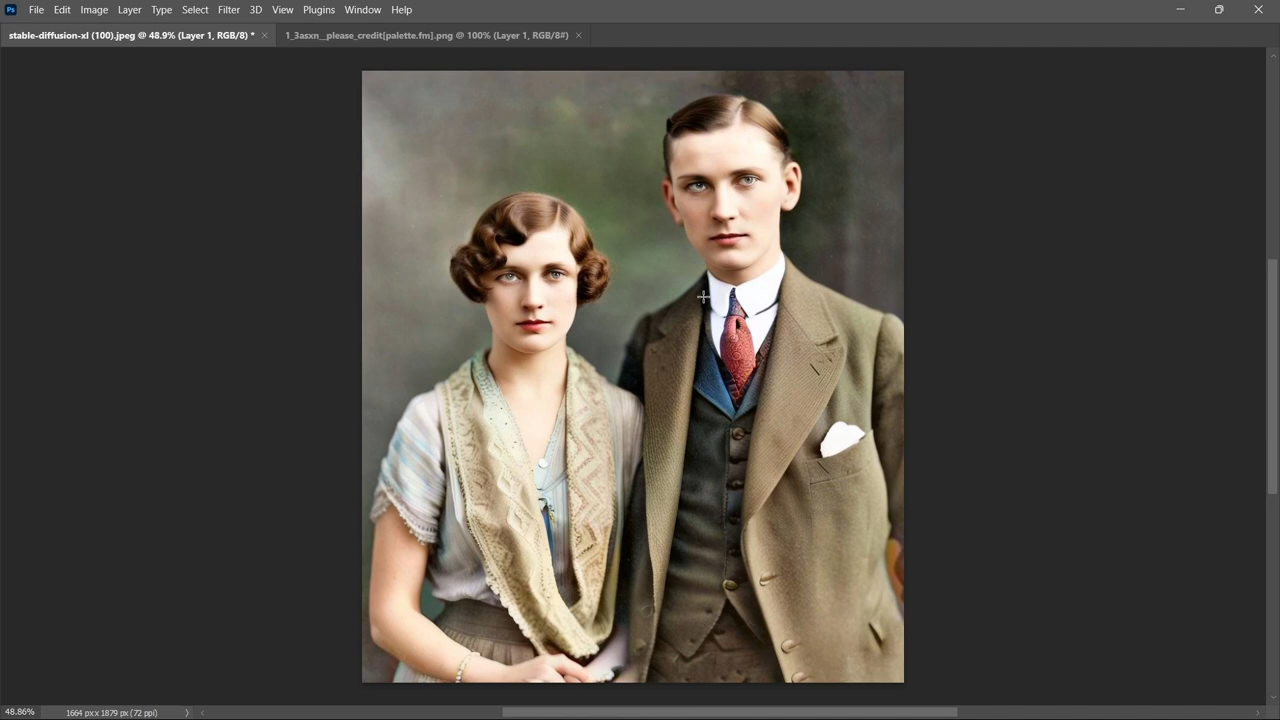 Ps File Edit Image Layer Type Select Filter 3D View Plugins Window Help
stable-diffusion-xl (100).jpeg @ 48.9% (Layer 1, RGB/8) * 1_3asxn__please_credit[palette.fm].png @ 100% (Layer 1, RGB/8#)
48.86% 1664 px x 1879 px (72 ppi)